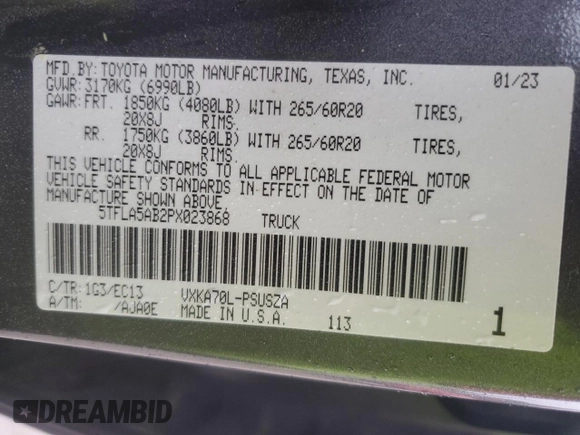 MFD.BY:TOYOTA MOTOR MANUFACTURING, TEXAS, INC. 01/23
GVWR:3170KG (6990LB)
GAWR:FRT. 1850KG (4080LB) WITH 265/60R20 TIRES,
20X8J RIMS.
RR. 1750KG (3860LB) WITH 265/60R20 TIRES,
20X8J RIMS.
THIS VEHICLE CONFORMS TO ALL APPLICABLE FEDERAL MOTOR
VEHICLE SAFETY STANDARDS IN EFFECT ON THE DATE OF
MANUFACTURE SHOWN ABOVE.
5TFLA5AB2PX023868 TRUCK
C/TR:1G3/EC13 VXKA70L-PSUSZA
A/TM: /AJA0E MADE IN U.S.A. 113 1
DREAMBID